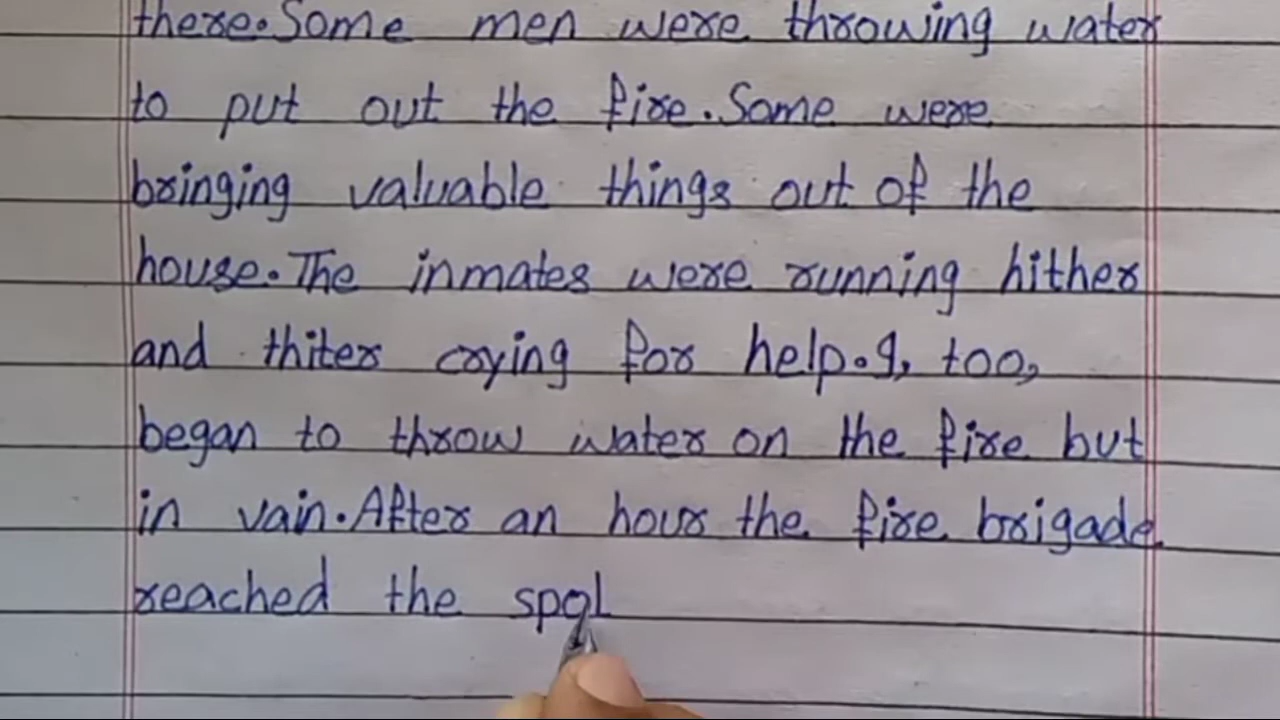 there.Some men were throwing water
to put out the fire.Some were
bringing valuable things out of the
house.The inmates were running hither
and thiter crying for help.I, too,
began to throw water on the fire but
in vain.After an hour the fire brigade
reached the